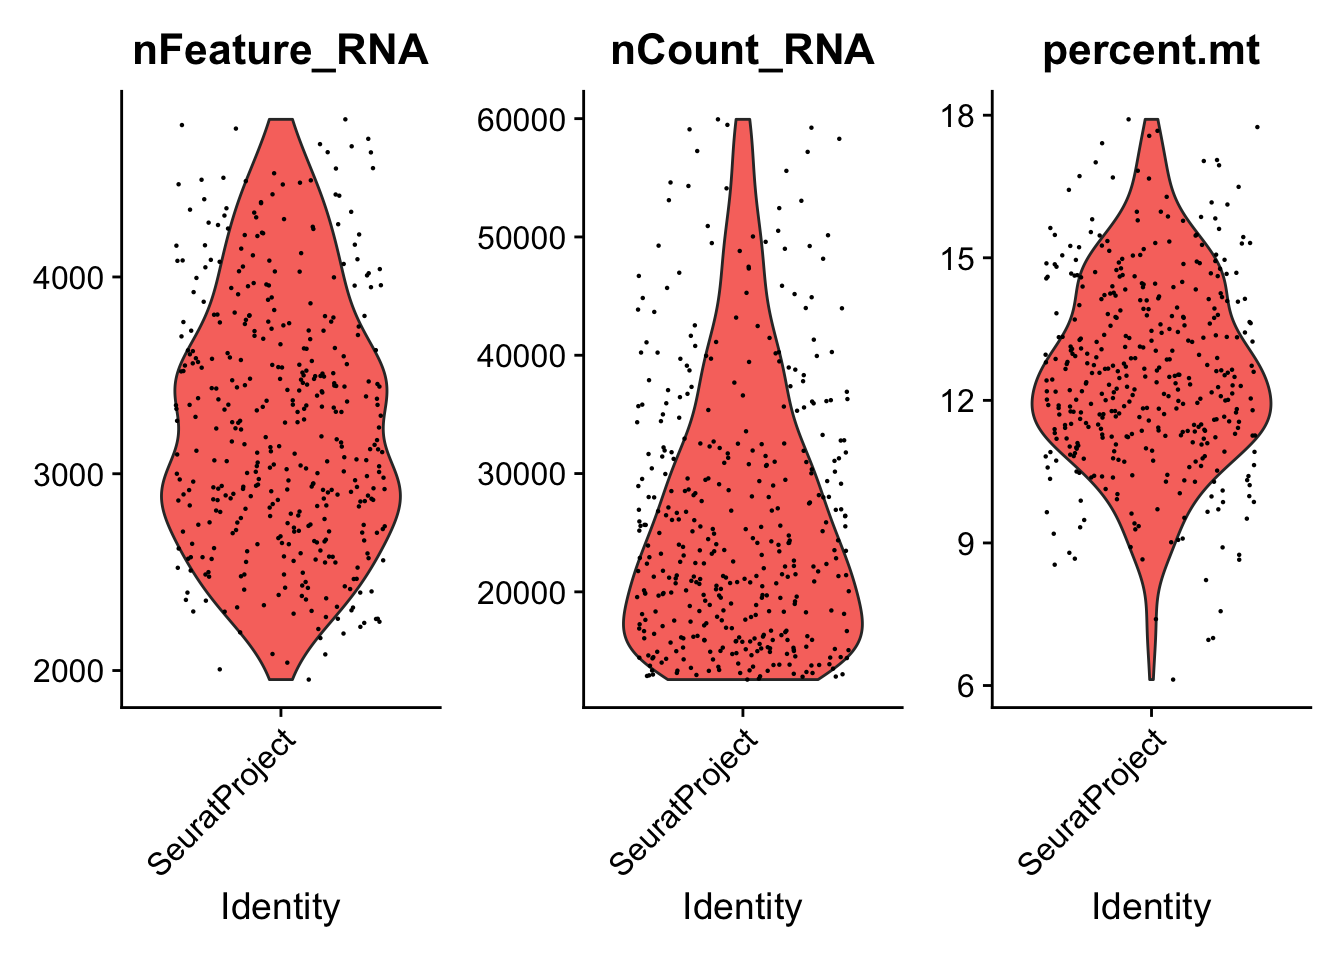 nFeature_RNA
4000
3000
2000
SeuratProject
Identity
nCount_RNA
60000
50000
40000
30000
20000
SeuratProject
Identity
percent.mt
18
15
12
9
6
SeuratProject
Identity